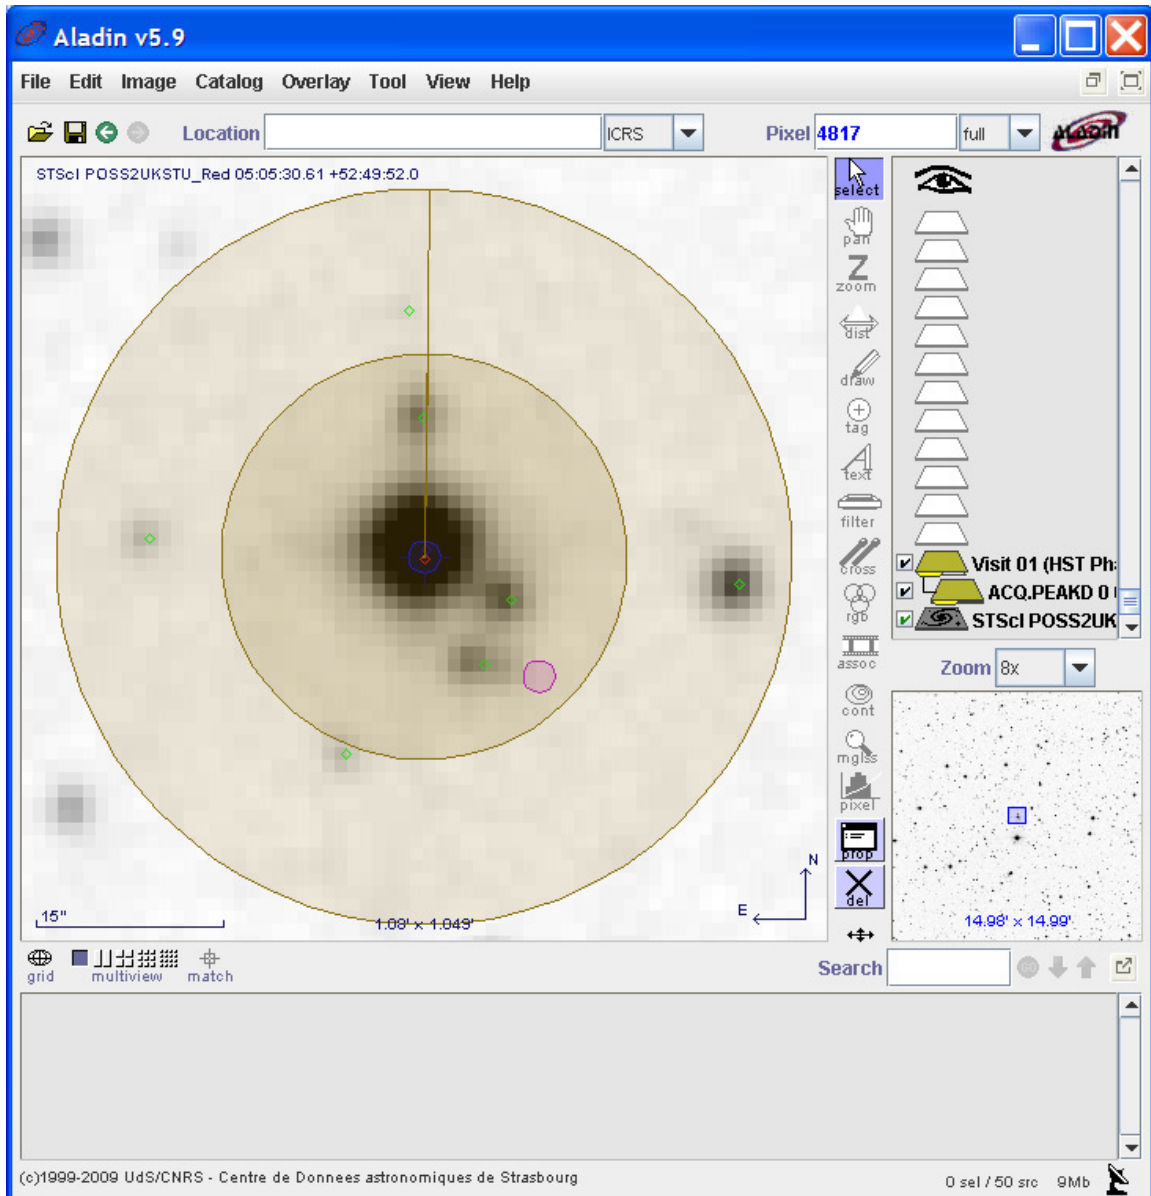 Aladin v5.9
File Edit Image Catalog Overlay Tool View Help
Location ICRS Pixel 4817 full ALADIN
STScI POSS2UKSTU_Red 05:05:30.61 +52:49:52.0
select
pan
Z
zoom
dist
draw
tag
text
filter
cross
rgb
assoc
cont
mglss
pixel
prop
del
Visit 01 (HST Ph
ACQ.PEAKD 0
STScI POSS2UK
Zoom 8x
N
E
15"
1.08' x 1.049'
14.98' x 14.99'
grid multiview match
Search
(c)1999-2009 UdS/CNRS - Centre de Donnees astronomiques de Strasbourg
0 sel / 50 src 9Mb